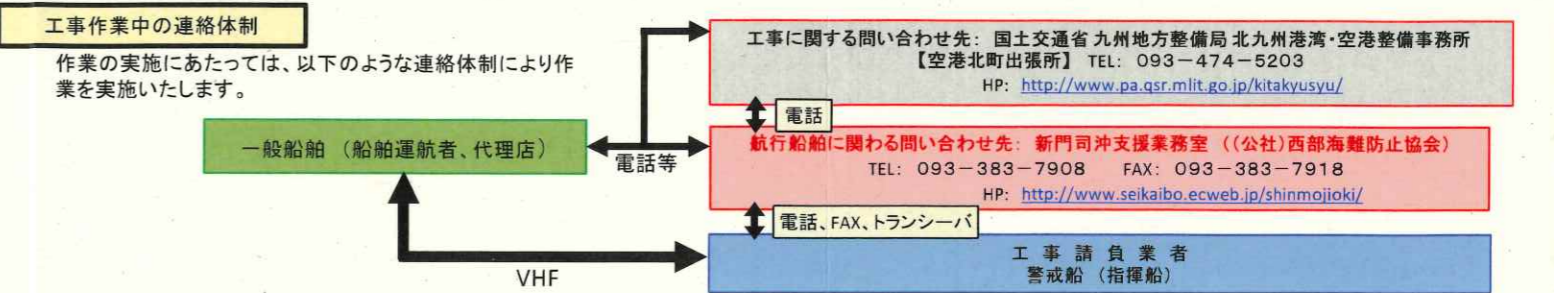 工事作業中の連絡体制
作業の実施にあたっては、以下のような連絡体制により作
業を実施いたします。
工事に関する問い合わせ先： 国土交通省 九州地方整備局 北九州港湾・空港整備事務所
【空港北町出張所】 TEL： 093－474－5203
HP： http://www.pa.qsr.mlit.go.jp/kitakyusyu/
電話
一般船舶 （船舶運航者、代理店）
電話等
航行船舶に関わる問い合わせ先： 新門司沖支援業務室 （(公社)西部海難防止協会）
TEL： 093－383－7908 FAX： 093－383－7918
HP： http://www.seikaibo.ecweb.jp/shinmojioki/
電話、FAX、トランシーバ
VHF
工 事 請 負 業 者
警戒船 （指揮船）